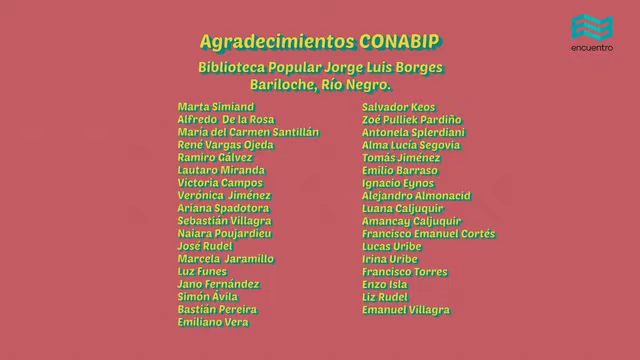 encuentro
Agradecimientos CONABIP
Biblioteca Popular Jorge Luis Borges
Bariloche, Río Negro.
Marta Simiand
Alfredo De la Rosa
María del Carmen Santillán
René Vargas Ojeda
Ramiro Gálvez
Lautaro Miranda
Victoria Campos
Verónica Jiménez
Ariana Spadotora
Sebastián Villagra
Naiara Poujardieu
José Rudel
Marcela Jaramillo
Luz Funes
Jano Fernández
Simón Ávila
Bastián Pereira
Emiliano Vera
Salvador Keos
Zoé Pulliek Pardiño
Antonela Splerdiani
Alma Lucía Segovia
Tomás Jiménez
Emilio Barraso
Ignacio Eynos
Alejandro Almonacid
Luana Caljuquir
Amancay Caljuquir
Francisco Emanuel Cortés
Lucas Uribe
Irina Uribe
Francisco Torres
Enzo Isla
Liz Rudel
Emanuel Villagra